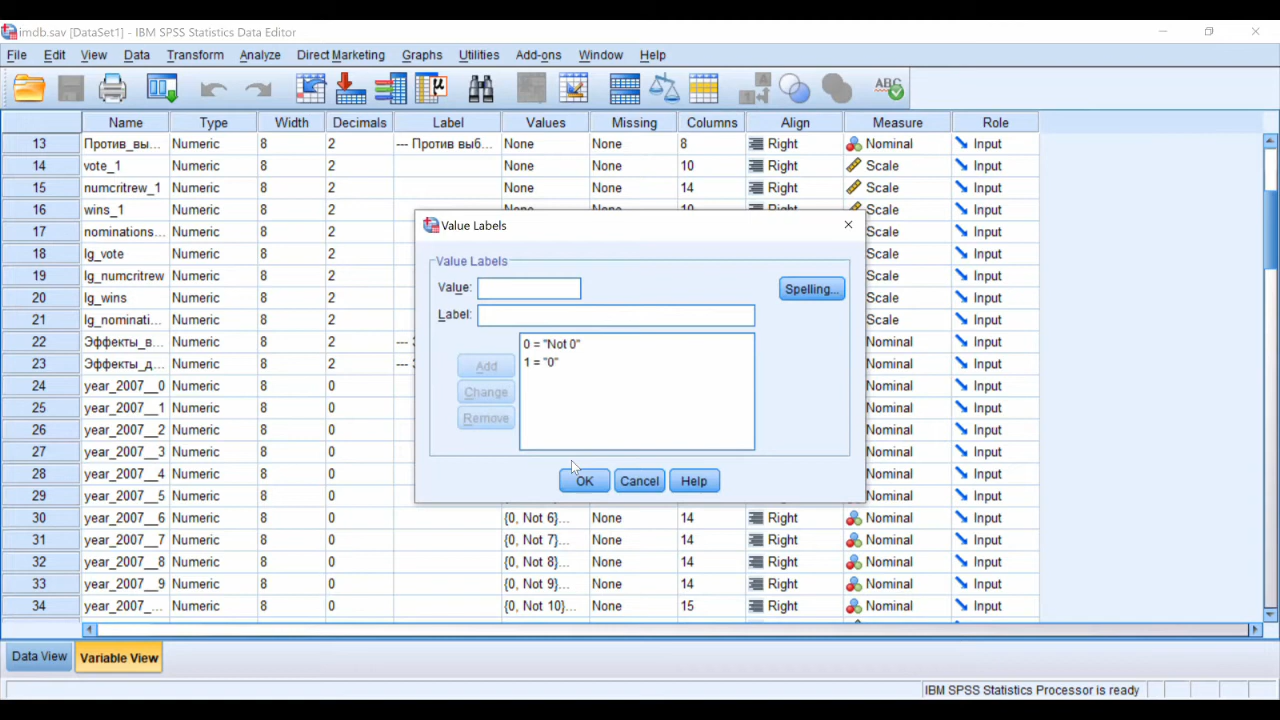 imdb.sav [DataSet1] - IBM SPSS Statistics Data Editor
File Edit View Data Transform Analyze Direct Marketing Graphs Utilities Add-ons Window Help
Name Type Width Decimals Label Values Missing Columns Align Measure Role
13 Против_вы... Numeric 8 2 --- Против выб... None None 8 Right Nominal Input
14 vote_1 Numeric 8 2 None None 10 Right Scale Input
15 numcritrew_1 Numeric 8 2 None None 14 Right Scale Input
16 wins_1 Numeric 8 2 None None 10 Right Scale Input
17 nominations... Numeric 8 2 Scale Input
18 lg_vote Numeric 8 2 Scale Input
19 lg_numcritrew Numeric 8 2 Scale Input
20 lg_wins Numeric 8 2 Scale Input
21 lg_nominati... Numeric 8 2 Scale Input
22 Эффекты_в... Numeric 8 2 --- Nominal Input
23 Эффекты_д... Numeric 8 2 --- Nominal Input
24 year_2007__0 Numeric 8 0 Nominal Input
25 year_2007__1 Numeric 8 0 Nominal Input
26 year_2007__2 Numeric 8 0 Nominal Input
27 year_2007__3 Numeric 8 0 Nominal Input
28 year_2007__4 Numeric 8 0 Nominal Input
29 year_2007__5 Numeric 8 0 Nominal Input
30 year_2007__6 Numeric 8 0 {0, Not 6}... None 14 Right Nominal Input
31 year_2007__7 Numeric 8 0 {0, Not 7}... None 14 Right Nominal Input
32 year_2007__8 Numeric 8 0 {0, Not 8}... None 14 Right Nominal Input
33 year_2007__9 Numeric 8 0 {0, Not 9}... None 14 Right Nominal Input
34 year_2007_... Numeric 8 0 {0, Not 10}... None 15 Right Nominal Input
Value Labels
Value Labels
Value:
Spelling...
Label:
0 = "Not 0"
1 = "0"
Add
Change
Remove
OK Cancel Help
Data View Variable View
IBM SPSS Statistics Processor is ready